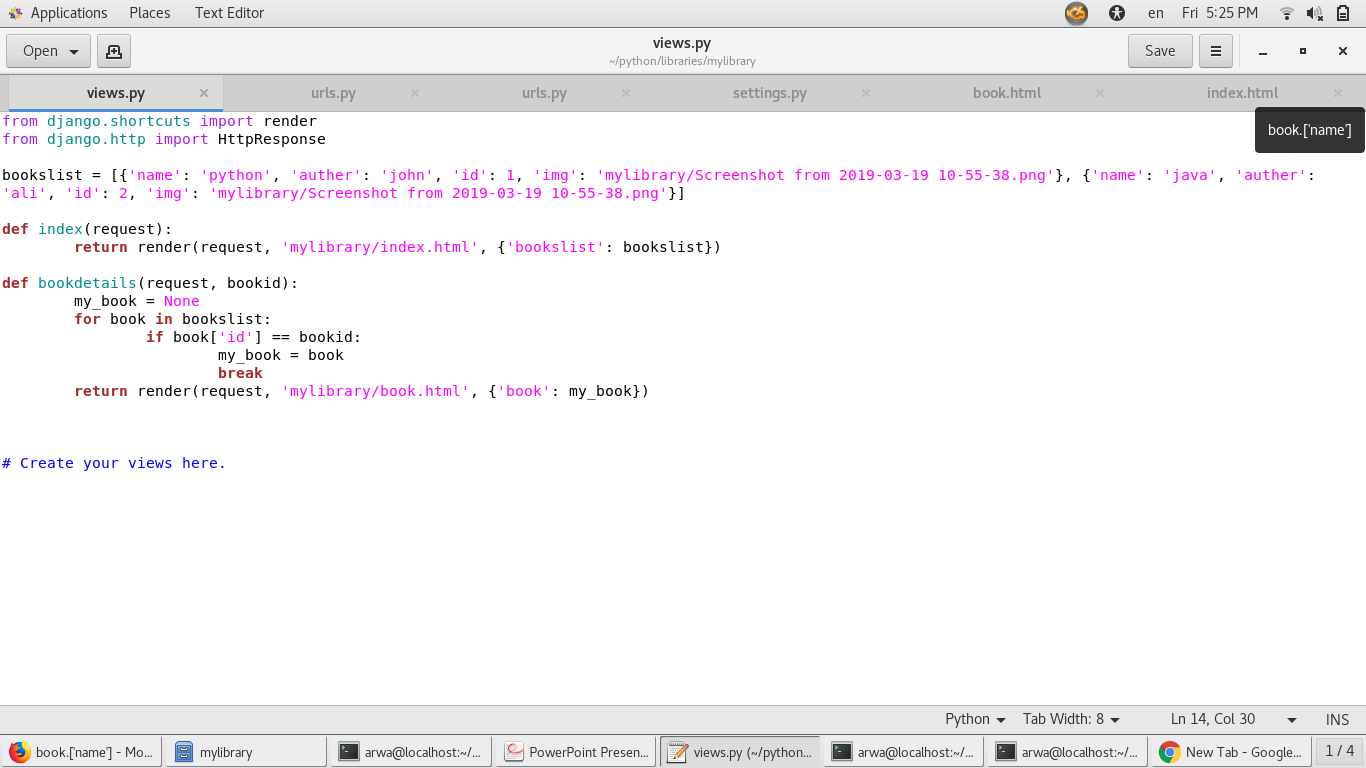 Applications Places Text Editor en Fri 5:25 PM
Open views.py Save
~/python/libraries/mylibrary
views.py urls.py urls.py settings.py book.html index.html
book.['name']
from django.shortcuts import render
from django.http import HttpResponse
bookslist = [{'name': 'python', 'auther': 'john', 'id': 1, 'img': 'mylibrary/Screenshot from 2019-03-19 10-55-38.png'}, {'name': 'java', 'auther':
'ali', 'id': 2, 'img': 'mylibrary/Screenshot from 2019-03-19 10-55-38.png'}]
def index(request):
return render(request, 'mylibrary/index.html', {'bookslist': bookslist})
def bookdetails(request, bookid):
my_book = None
for book in bookslist:
if book['id'] == bookid:
my_book = book
break
return render(request, 'mylibrary/book.html', {'book': my_book})
# Create your views here.
Python Tab Width: 8 Ln 14, Col 30 INS
book.['name'] - Mo... mylibrary arwa@localhost:~/... PowerPoint Presen... views.py (~/python... arwa@localhost:~/... arwa@localhost:~/... New Tab - Google... 1 / 4